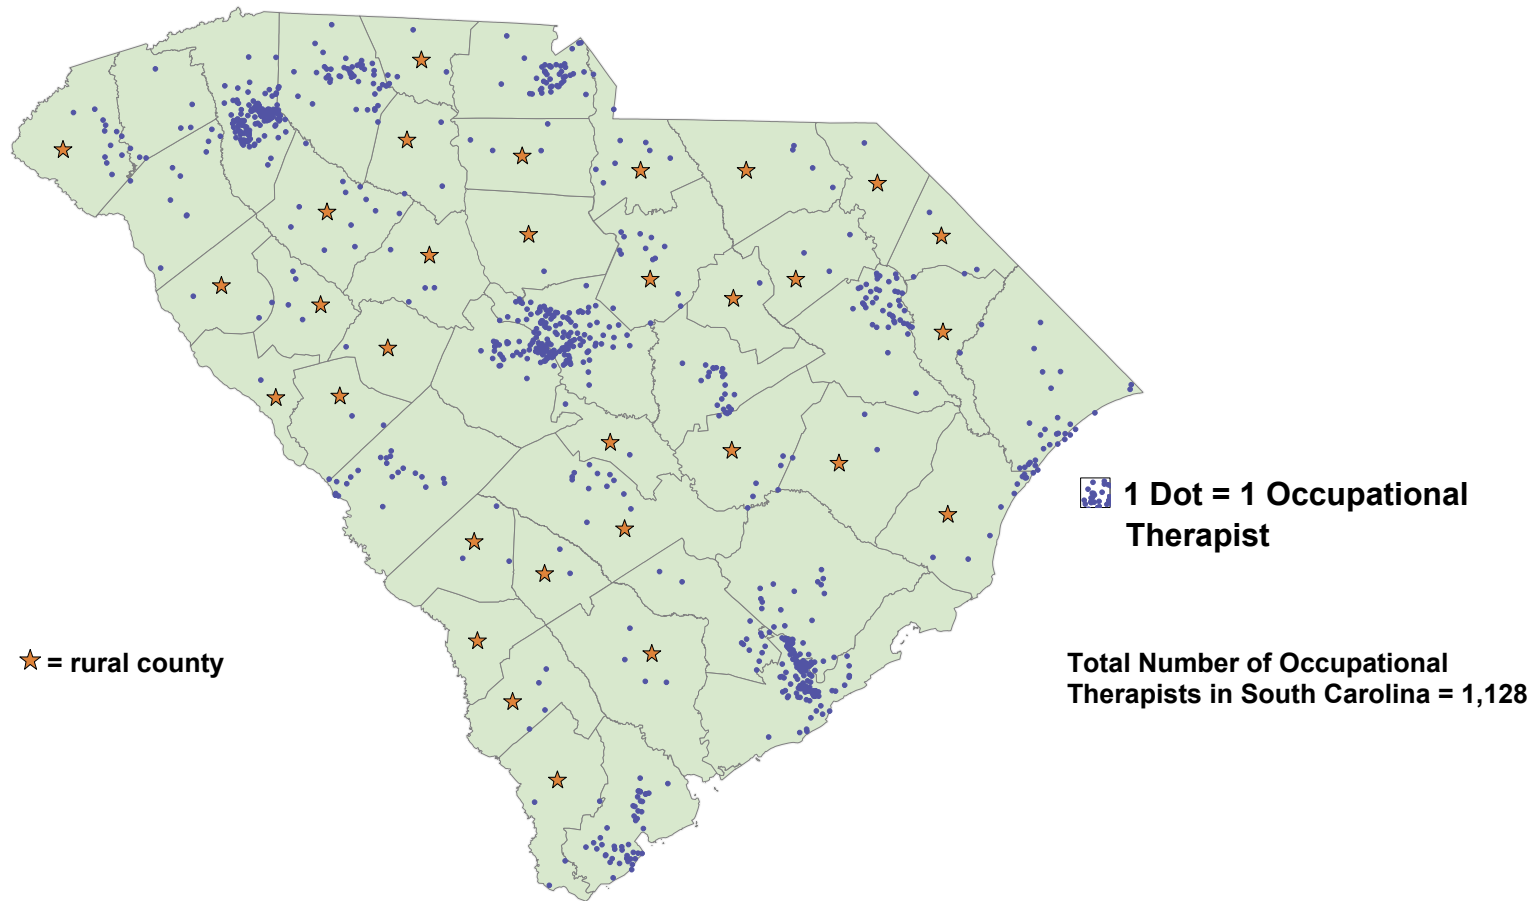 1 Dot = 1 Occupational
Therapist
= rural county
Total Number of Occupational
Therapists in South Carolina = 1,128